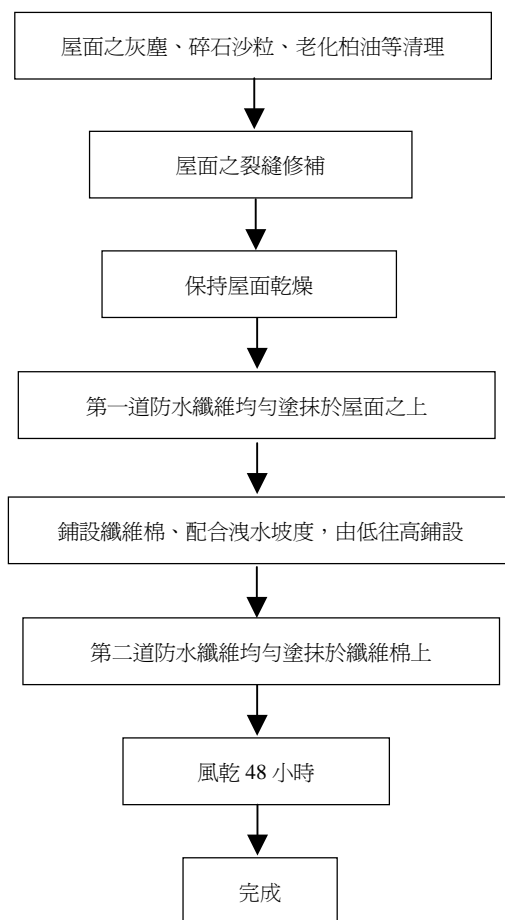 屋面之灰塵、碎石沙粒、老化柏油等清理
屋面之裂縫修補
保持屋面乾燥
第一道防水纖維均勻塗抹於屋面之上
鋪設纖維棉、配合洩水坡度，由低往高鋪設
第二道防水纖維均勻塗抹於纖維棉上
風乾 48 小時
完成